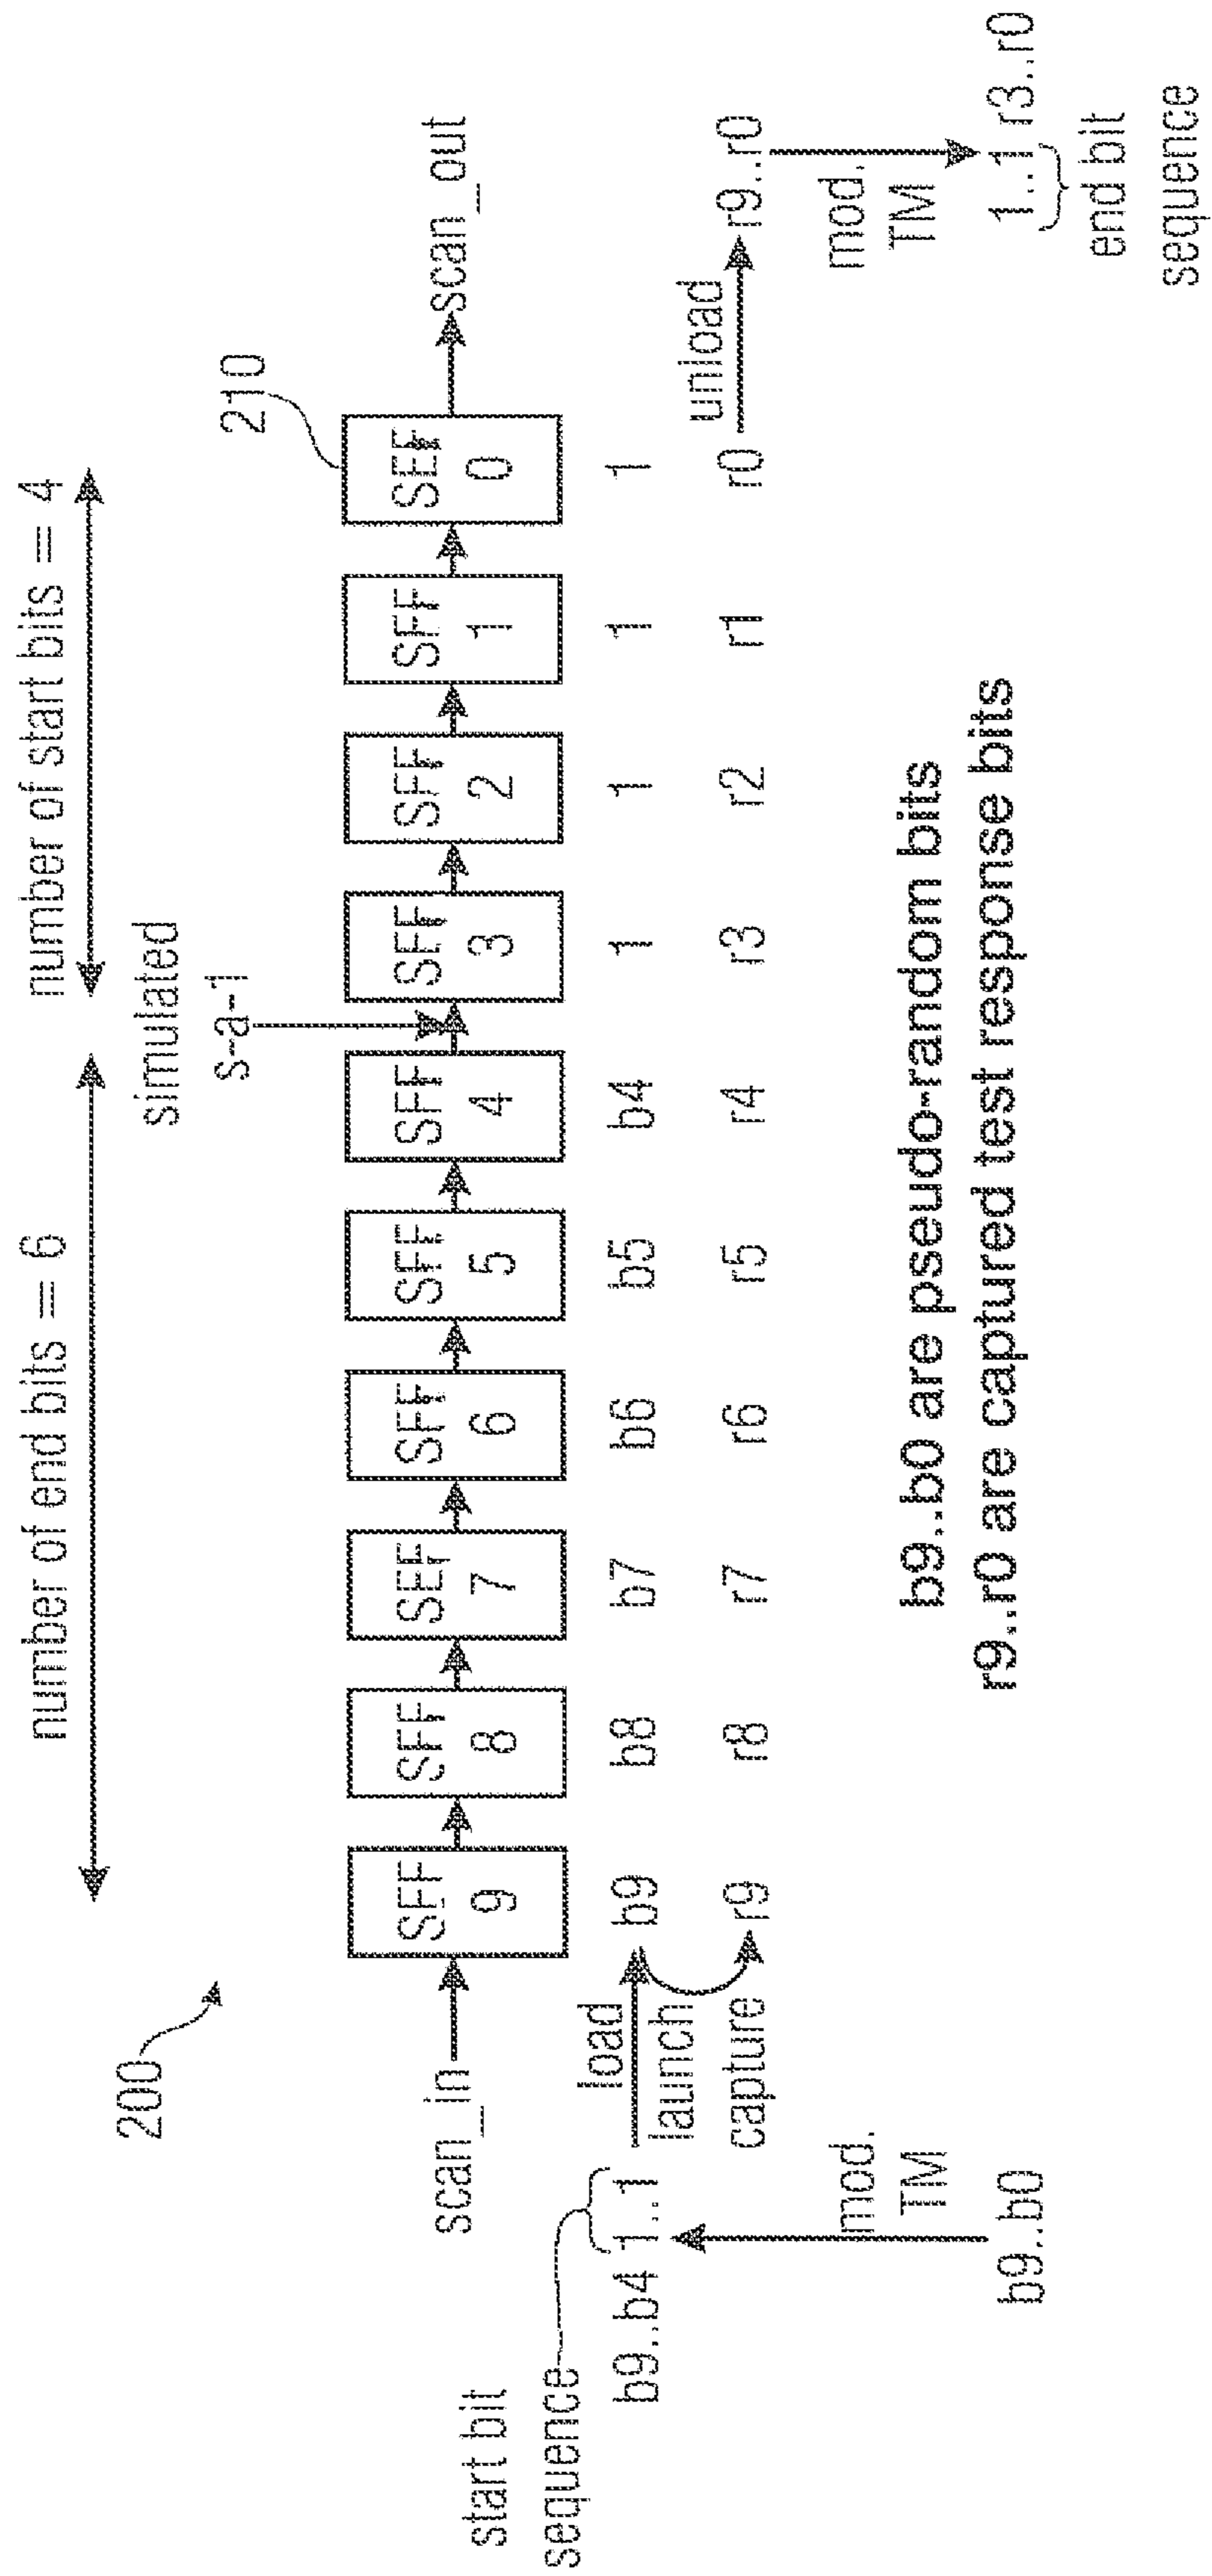 number of end bits = 6
number of start bits = 4
simulated
s-a-1
200
210
scan_in
SFF
9
SFF
8
SEF
7
SFF
6
SFF
5
SFF
4
SFF
3
SFF
2
SFF
1
SEF
0
scan_out
start bit
sequence
b9..b4 1..1
load
launch
capture
b9 b8 b7 b6 b5 b4 1 1 1 1
r9 r8 r7 r6 r5 r4 r3 r2 r1 r0
unload
r9..r0
mod.
TM
b9..b0
mod.
TM
1..1 r3..r0
end bit
sequence
b9..b0 are pseudo-random bits
r9..r0 are captured test response bits